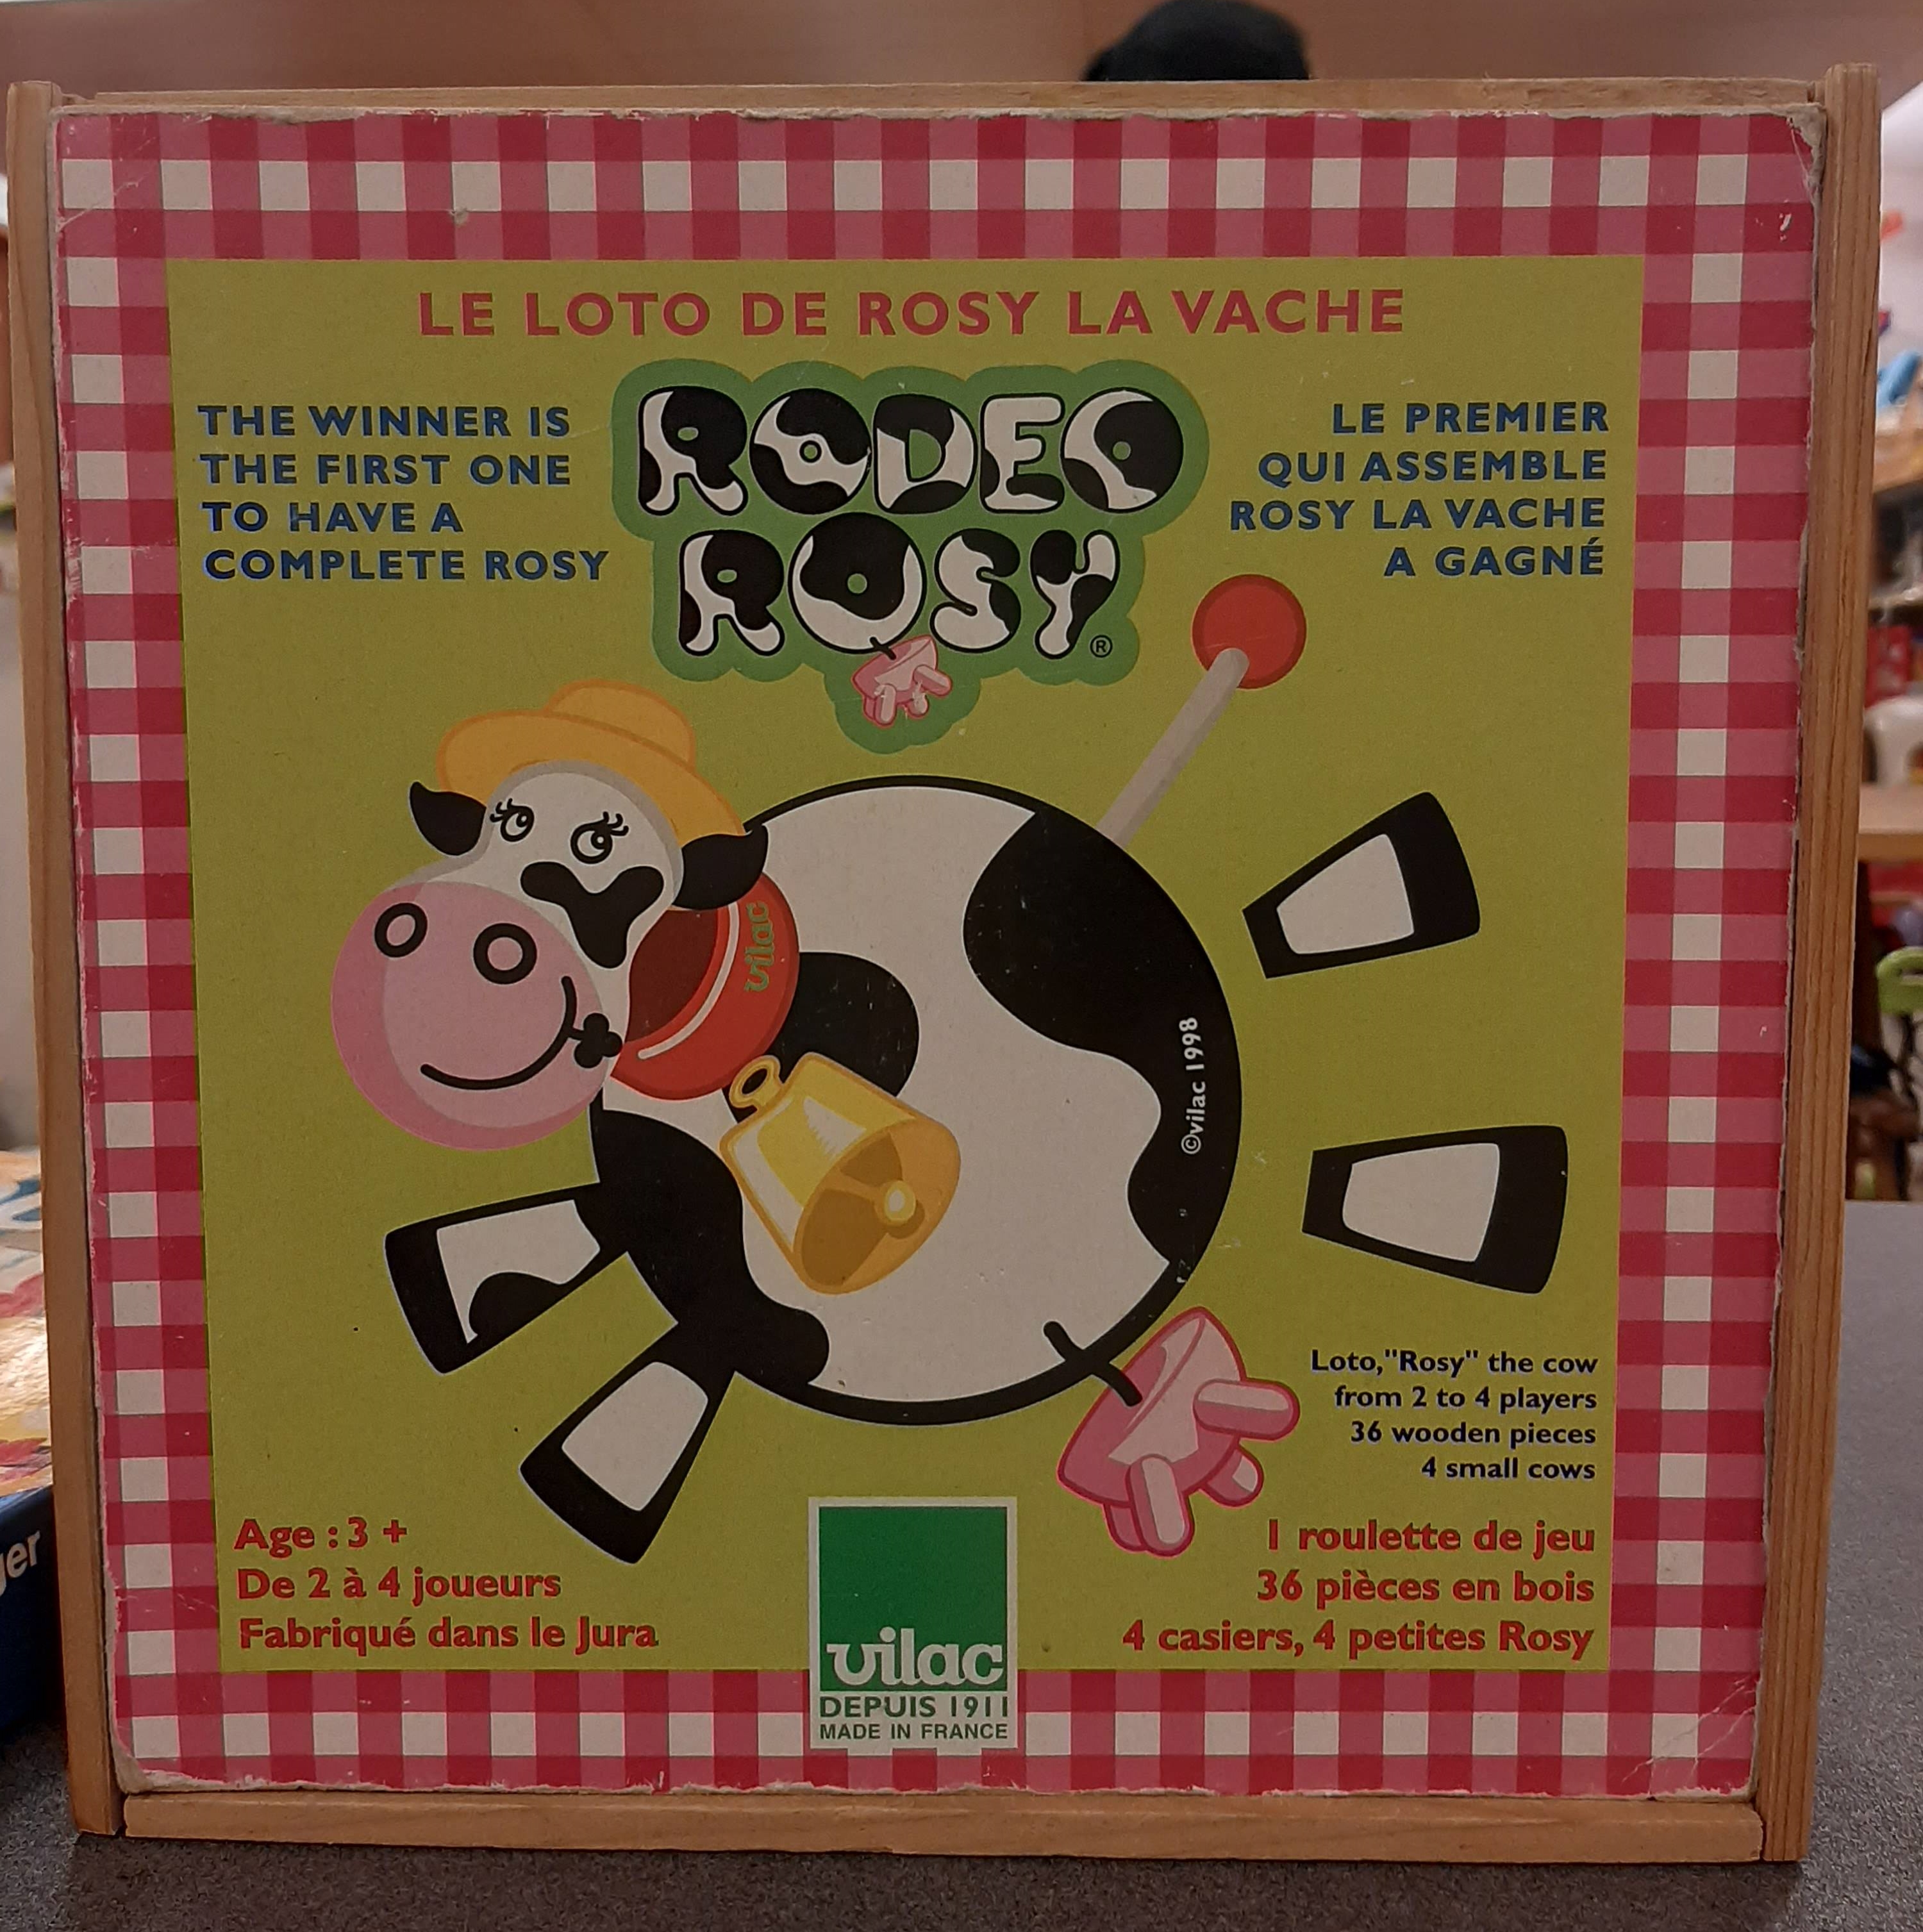 LE LOTO DE ROSY LA VACHE
THE WINNER IS
THE FIRST ONE
TO HAVE A
COMPLETE ROSY
RODEO
ROSY®
LE PREMIER
QUI ASSEMBLE
ROSY LA VACHE
A GAGNÉ
vilac
©vilac 1998
Loto,"Rosy" the cow
from 2 to 4 players
36 wooden pieces
4 small cows
Age : 3 +
De 2 à 4 joueurs
Fabriqué dans le Jura
1 roulette de jeu
36 pièces en bois
4 casiers, 4 petites Rosy
vilac
DEPUIS 1911
MADE IN FRANCE